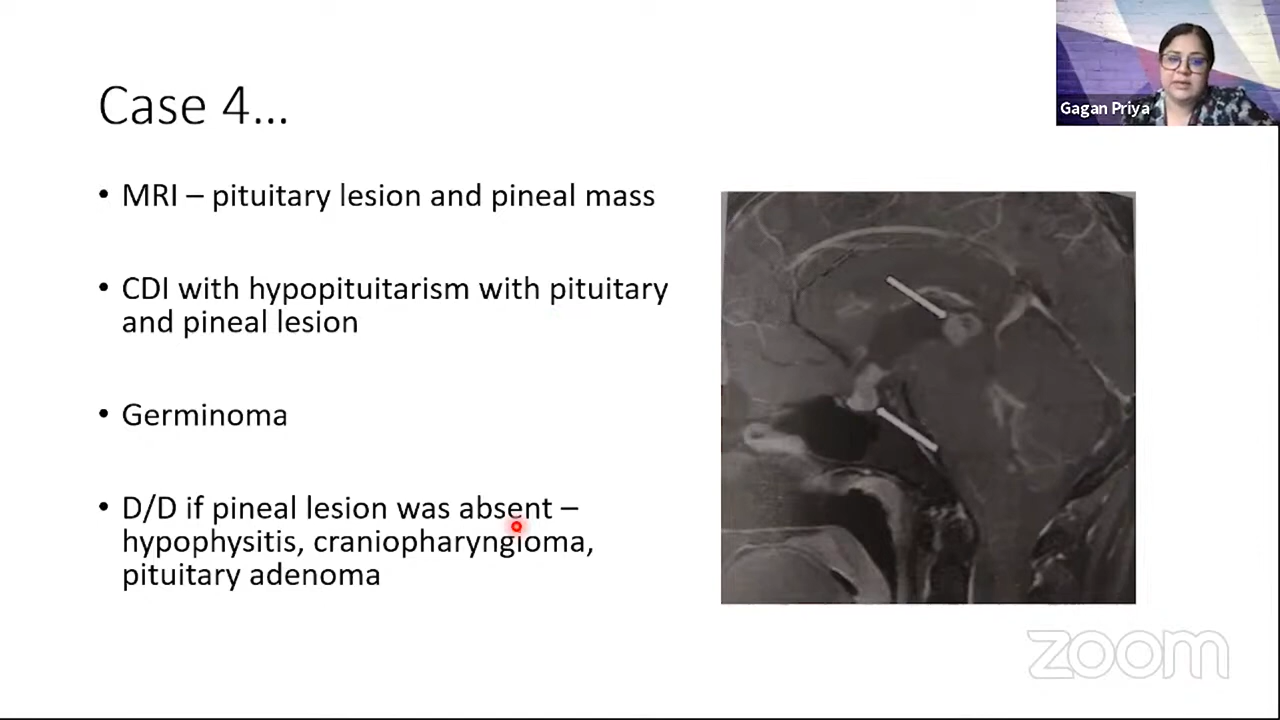 Case 4...
• MRI – pituitary lesion and pineal mass
• CDI with hypopituitarism with pituitary
and pineal lesion
• Germinoma
• D/D if pineal lesion was absent –
hypophysitis, craniopharyngioma,
pituitary adenoma
Gagan Priya
zoom